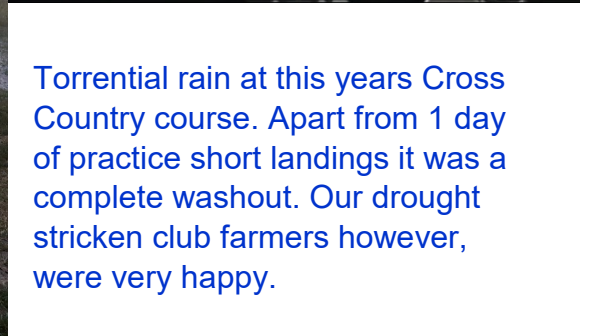 Torrential rain at this years Cross
Country course. Apart from 1 day
of practice short landings it was a
complete washout. Our drought
stricken club farmers however,
were very happy.